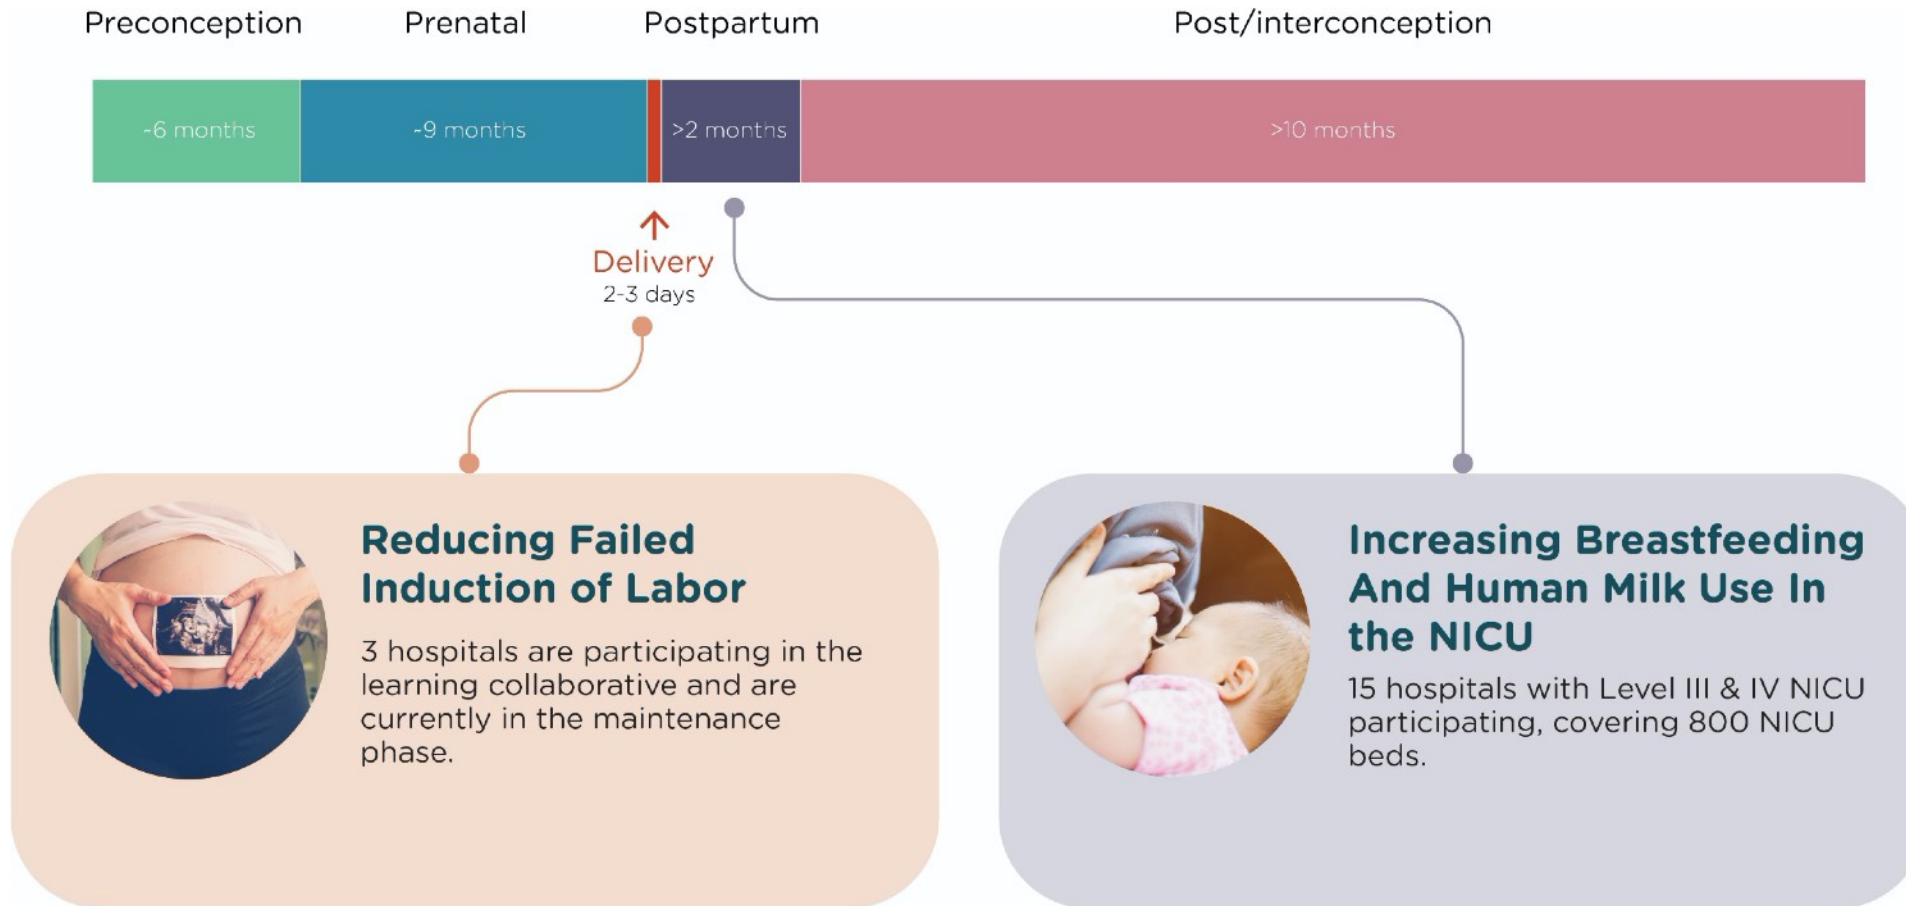 Preconception
Prenatal
Postpartum
Post/interconception
~6 months
~9 months
>2 months
>10 months
Delivery
2-3 days
Reducing Failed
Induction of Labor
3 hospitals are participating in the
learning collaborative and are
currently in the maintenance
phase.
Increasing Breastfeeding
And Human Milk Use In
the NICU
15 hospitals with Level III & IV NICU
participating, covering 800 NICU
beds.